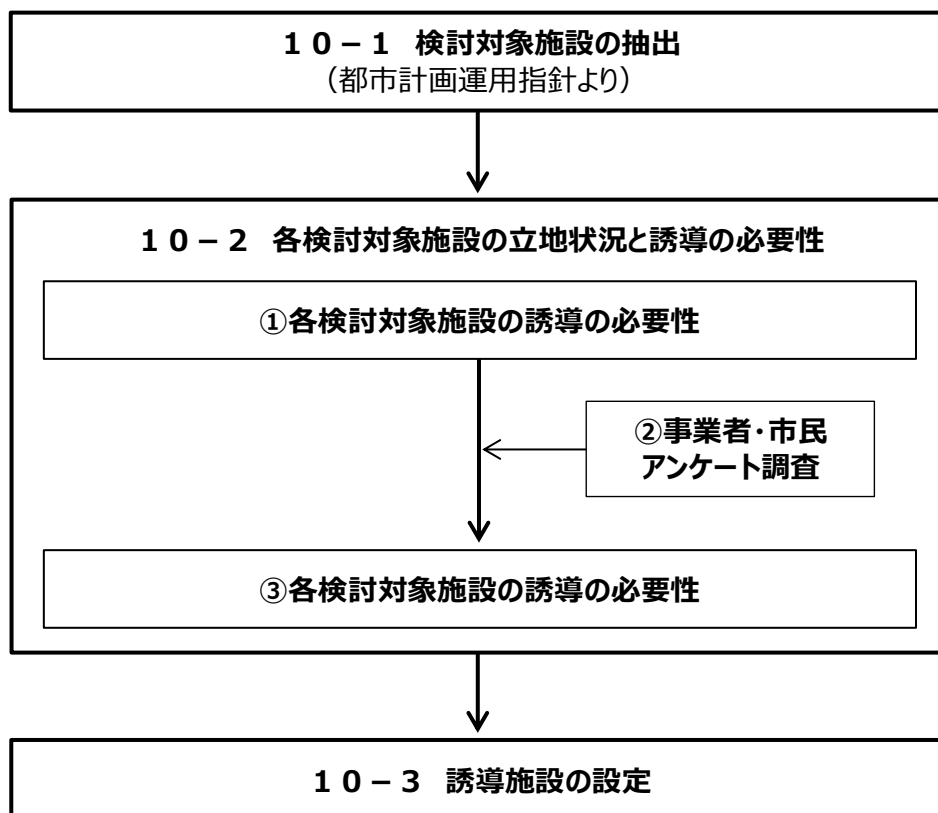 １０－１ 検討対象施設の抽出
（都市計画運用指針より）
１０－２ 各検討対象施設の立地状況と誘導の必要性
①各検討対象施設の誘導の必要性
②事業者・市民
アンケート調査
③各検討対象施設の誘導の必要性
１０－３ 誘導施設の設定